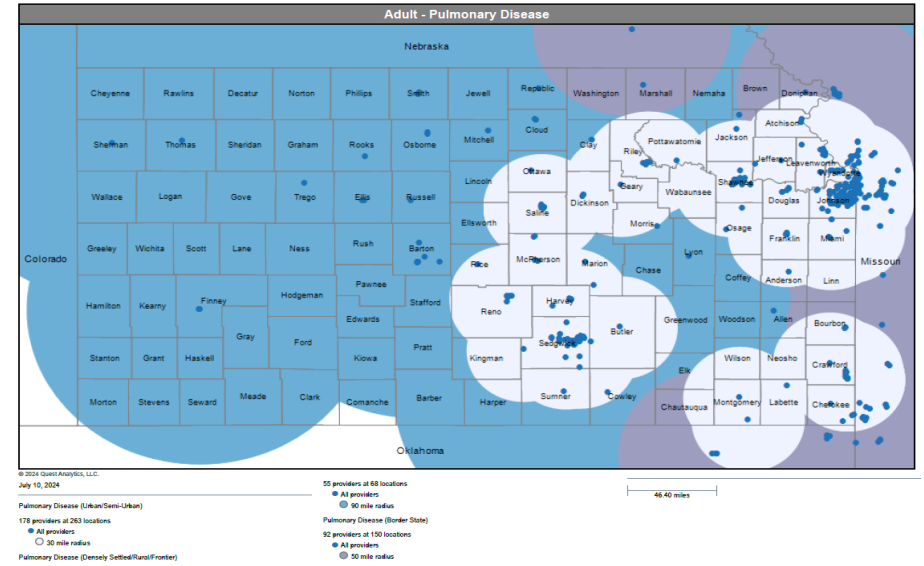 Adult - Pulmonary Disease
Nebraska
Cheyenne Rawlins Decatur Norton Phillips Smith Jewell Republic Washington Marshall Nemaha Brown Doniphan
Atchison
Sherman Thomas Sheridan Graham Rooks Osborne Mitchell Cloud Clay Riley Pottawatomie Jackson Jefferson Leavenworth
Wyandotte
Ottawa
Lincoln Geary Shawnee
Wallace Logan Gove Trego Ellis Russell Dickinson Wabaunsee Douglas Johnson
Saline
Ellsworth Morris Osage
Greeley Wichita Scott Lane Ness Rush Barton Franklin Miami
Colorado Rice McPherson Marion Chase Lyon Missouri
Coffey Anderson Linn
Pawnee
Hamilton Kearny Finney Hodgeman Stafford Reno Harvey
Edwards Butler Greenwood Woodson Allen Bourbon
Gray Ford
Stanton Grant Haskell Kiowa Pratt Kingman Sedgwick Wilson Neosho Crawford
Elk
Morton Stevens Seward Meade Clark Comanche Barber Harper Sumner Cowley Chautauqua Montgomery Labette Cherokee
Oklahoma
© 2024 Quest Analytics, LLC.
July 10, 2024
Pulmonary Disease (Urban/Semi-Urban)
178 providers at 263 locations
All providers
30 mile radius
Pulmonary Disease (Densely Settled/Rural/Frontier)
55 providers at 68 locations
All providers
90 mile radius
Pulmonary Disease (Border State)
92 providers at 150 locations
All providers
50 mile radius
46.40 miles